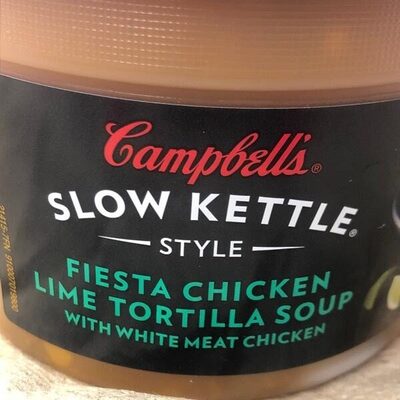 Campbell's®
SLOW KETTLE®
STYLE
FIESTA CHICKEN
LIME TORTILLA SOUP
WITH WHITE MEAT CHICKEN